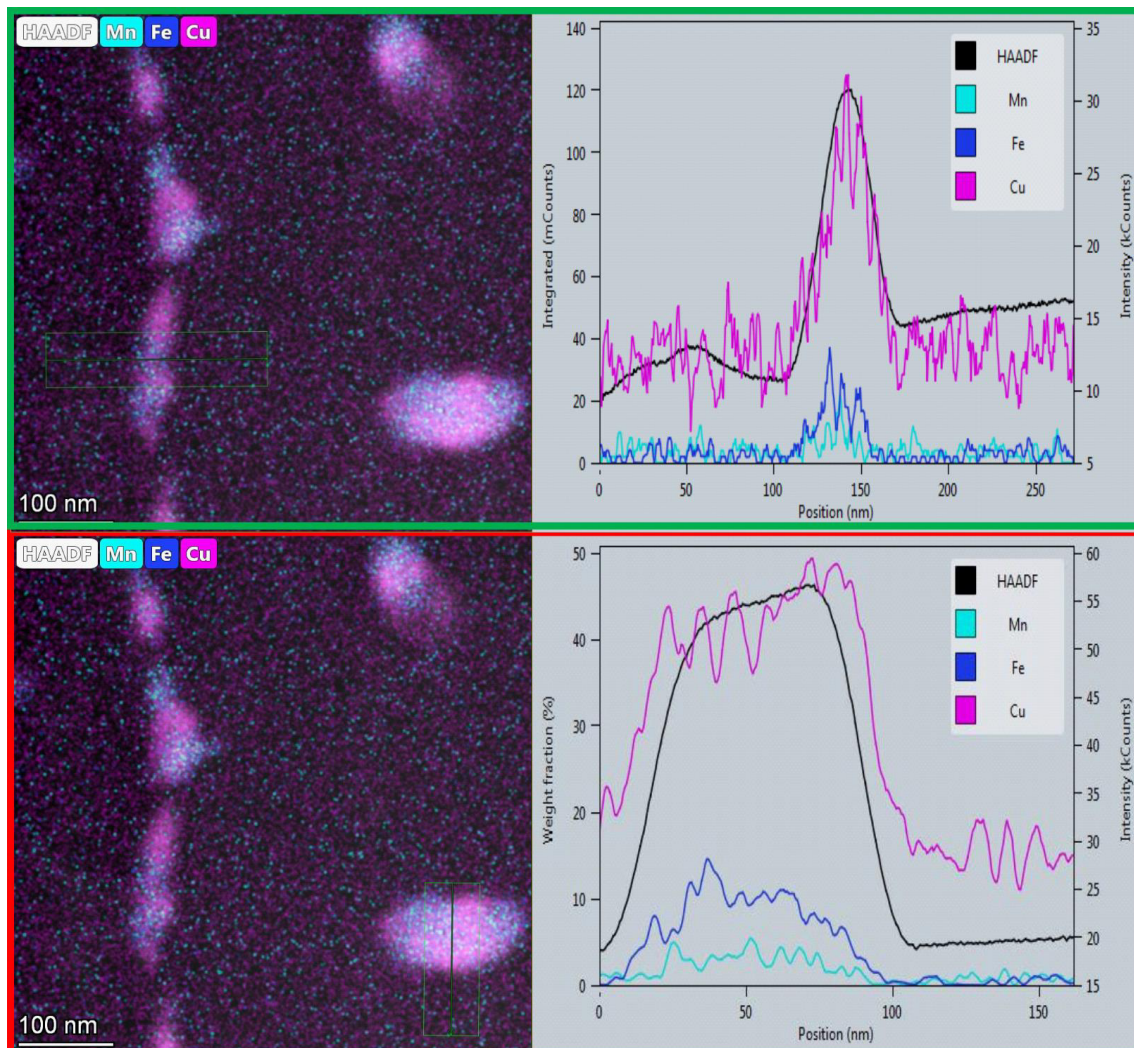 HAADF Mn Fe Cu
100 nm
Integrated (mCounts)
140
120
100
80
60
40
20
0
0 50 100 150 200 250
Position (nm)
35
30
25
20
15
10
5
Intensity (kCounts)
HAADF
Mn
Fe
Cu
HAADF Mn Fe Cu
100 nm
Weight fraction (%)
50
40
30
20
10
0
0 50 100 150
Position (nm)
60
55
50
45
40
35
30
25
20
15
Intensity (kCounts)
HAADF
Mn
Fe
Cu